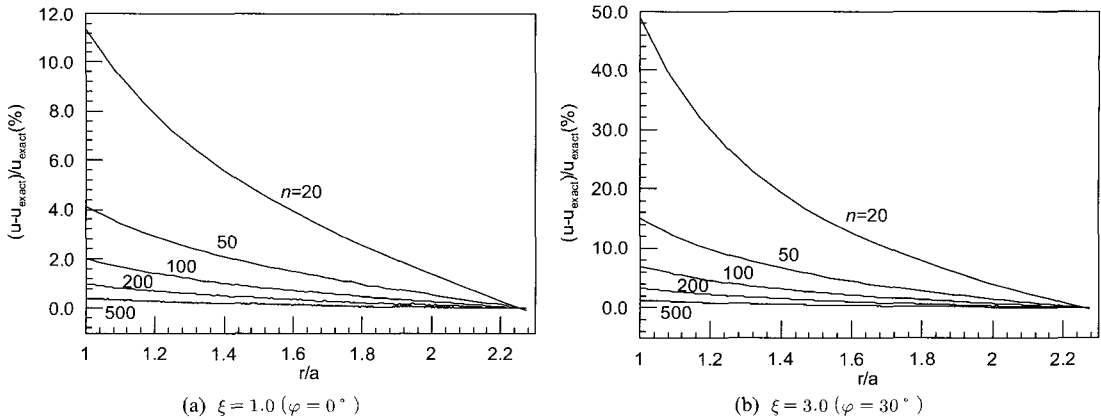 12.0
10.0
8.0
6.0
4.0
2.0
0.0
(u-u_exact)/u_exact(%)
n=20
50
100
200
500
1 1.2 1.4 1.6 1.8 2 2.2
r/a
(a) ξ = 1.0 (φ = 0°)
50.0
40.0
30.0
20.0
10.0
0.0
(u-u_exact)/u_exact(%)
n=20
50
100
200
500
1 1.2 1.4 1.6 1.8 2 2.2
r/a
(b) ξ = 3.0 (φ = 30°)